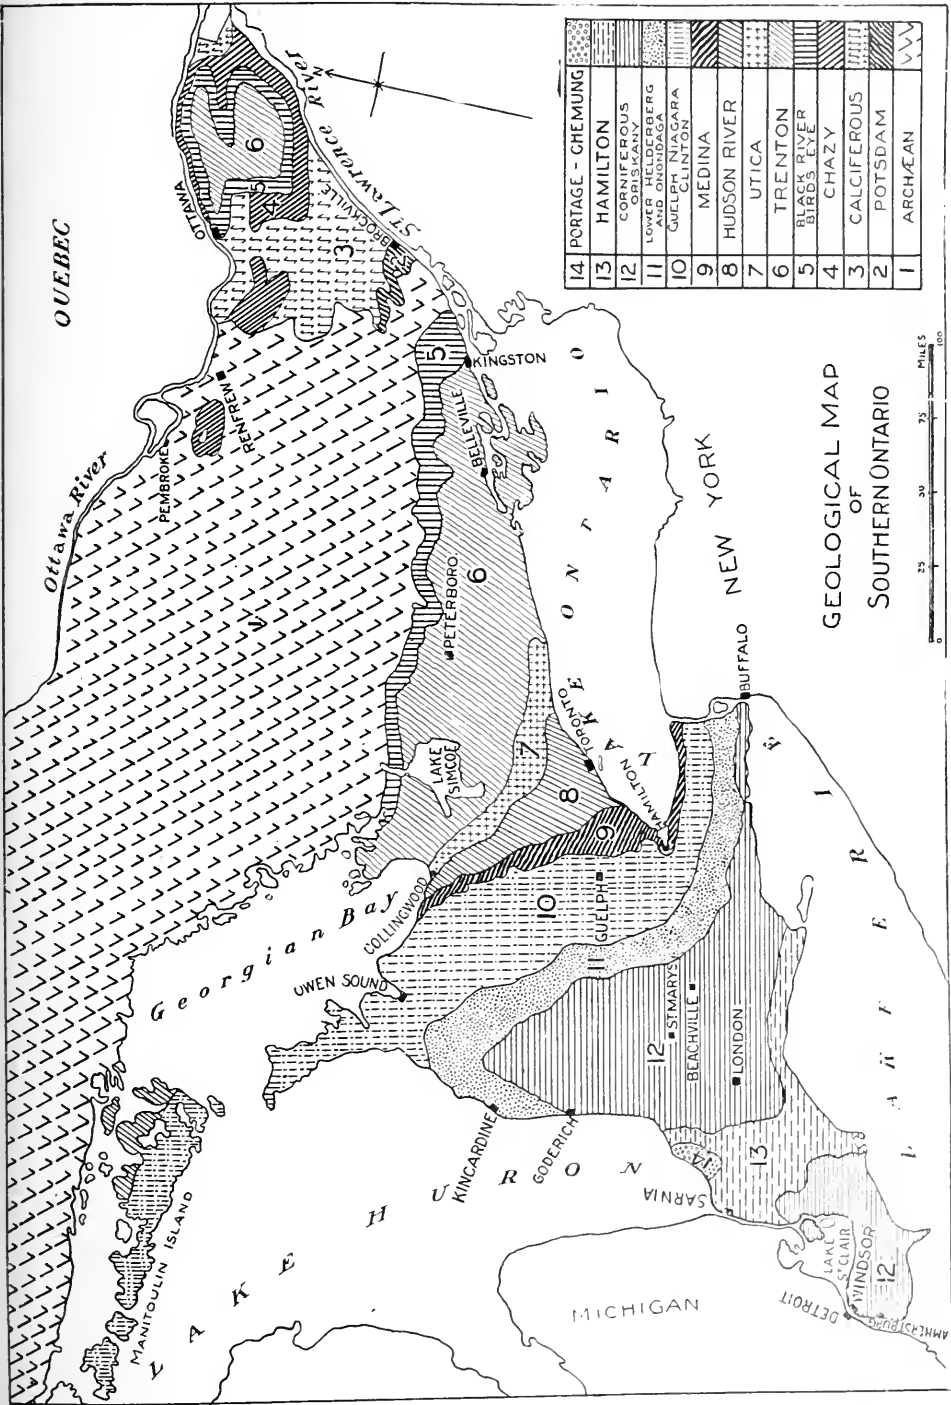 QUEBEC
Ottawa River
OTTAWA
PEMBROKE
RENFREW
BROCKVILLE
St Lawrence River
N
KINGSTON
BELLEVILLE
PETERBORO
LAKE
SIMCOE
Georgian Bay
COLLINGWOOD
OWEN SOUND
MANITOULIN ISLAND
LAKE HURON
KINCARDINE
GODERICH
SARNIA
MICHIGAN
DETROIT
LAKE
ST CLAIR
WINDSOR
AMHERSTBURG
GUELPH
ST MARYS
BEACHVILLE
LONDON
HAMILTON
TORONTO
LAKE ONTARIO
BUFFALO
NEW YORK
LAKE ERIE
1
3
4
5
6
5
6
7
8
9
10
11
12
13
14
12
14 PORTAGE - CHEMUNG
13 HAMILTON
12 CORNIFEROUS
ORISKANY
11 LOWER HELDERBERG
AND ONONDAGA
10 GUELPH NIAGARA
CLINTON
9 MEDINA
8 HUDSON RIVER
7 UTICA
6 TRENTON
5 BLACK RIVER
BIRDS EYE
4 CHAZY
3 CALCIFEROUS
2 POTSDAM
1 ARCHÆAN
GEOLOGICAL MAP
OF
SOUTHERN ONTARIO
0 25 50 75 100
MILES